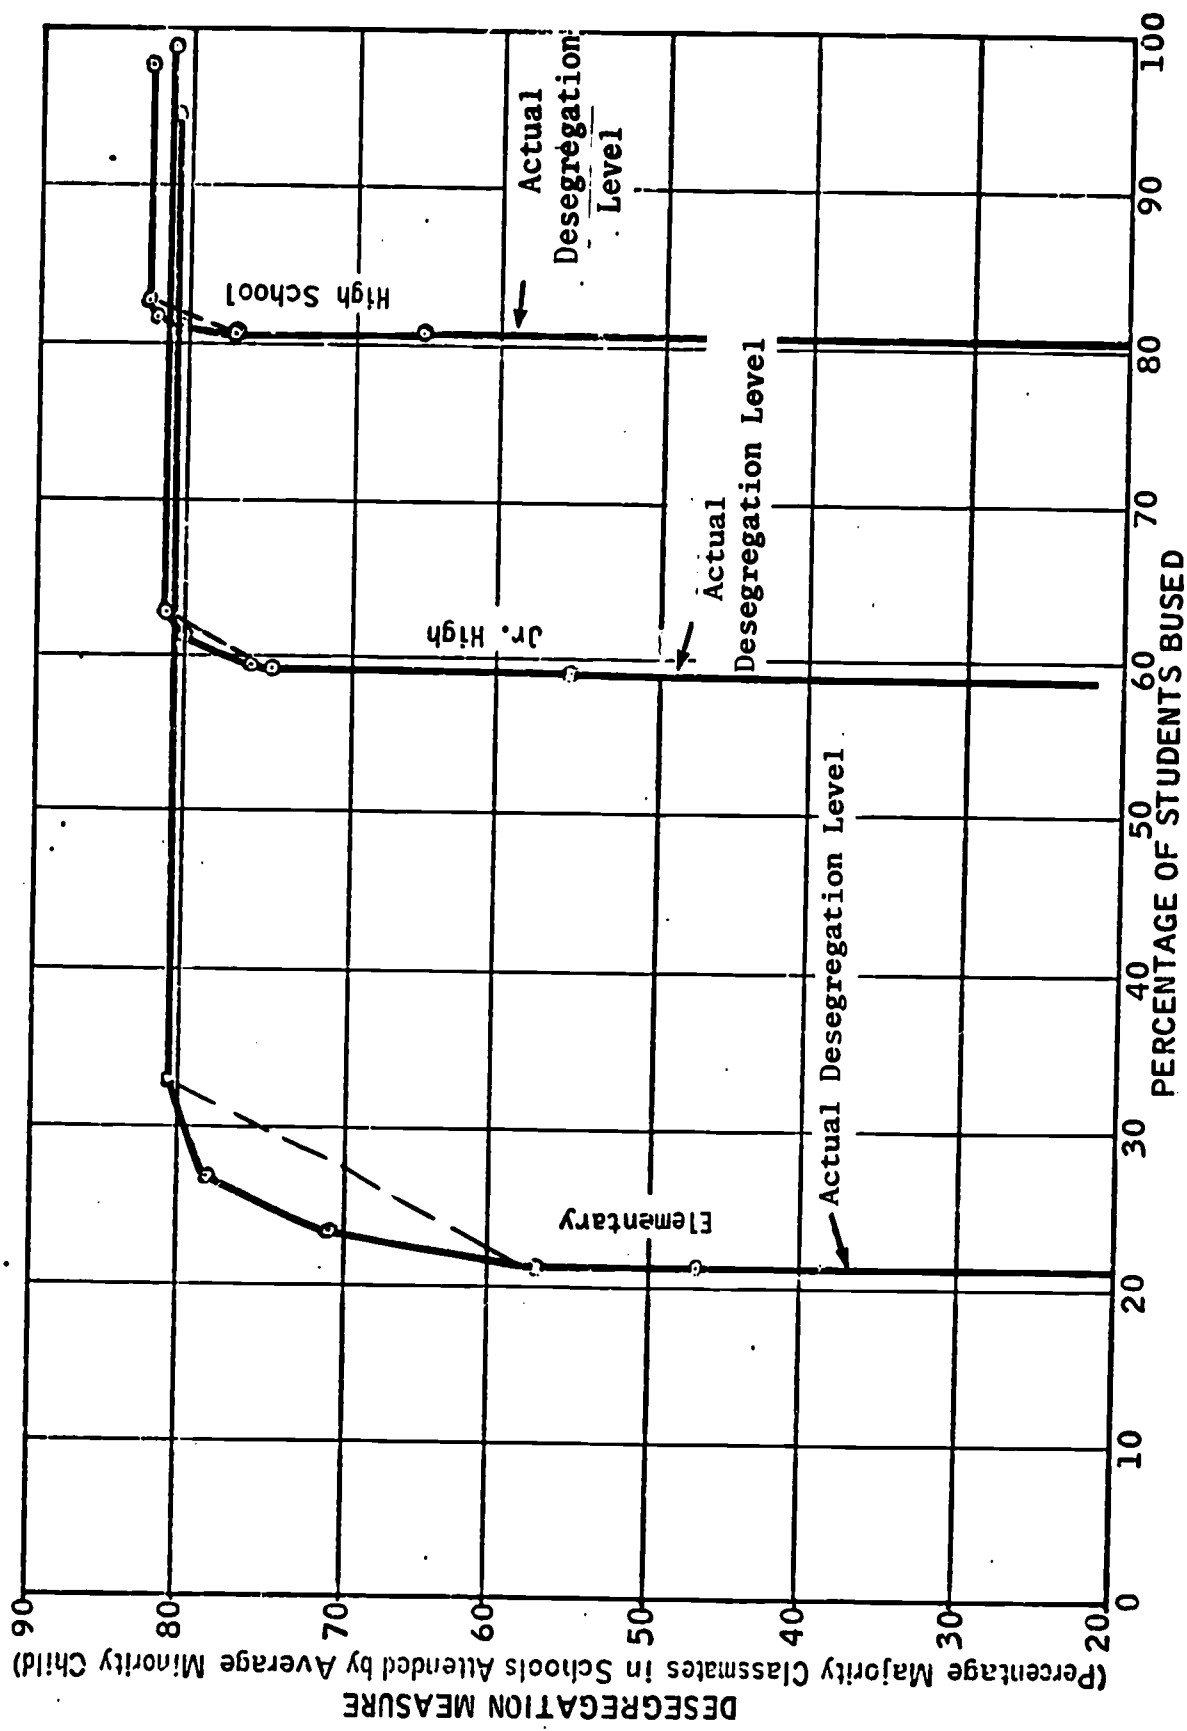 DESEGREGATION MEASURE
(Percentage Majority Classmates in Schools Attended by Average Minority Child)
90
80
70
60
50
40
30
20
0
10
20
30
40
50
60
70
80
90
100
PERCENTAGE OF STUDENTS BUSED
Elementary
Actual Desegregation Level
Jr. High
Actual
Desegregation Level
High School
Actual
Desegregation
Level